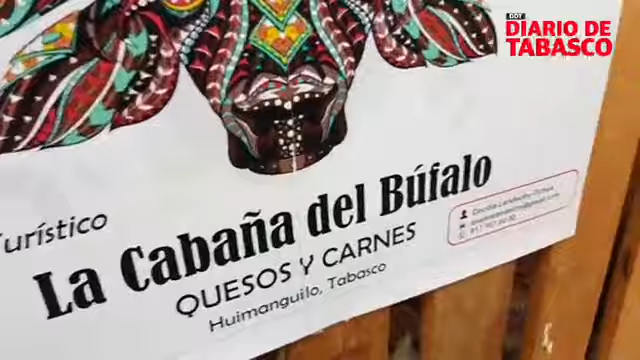 DDT
DIARIO DE
TABASCO
Turístico
La Cabaña del Búfalo
QUESOS Y CARNES
Huimanguilo, Tabasco